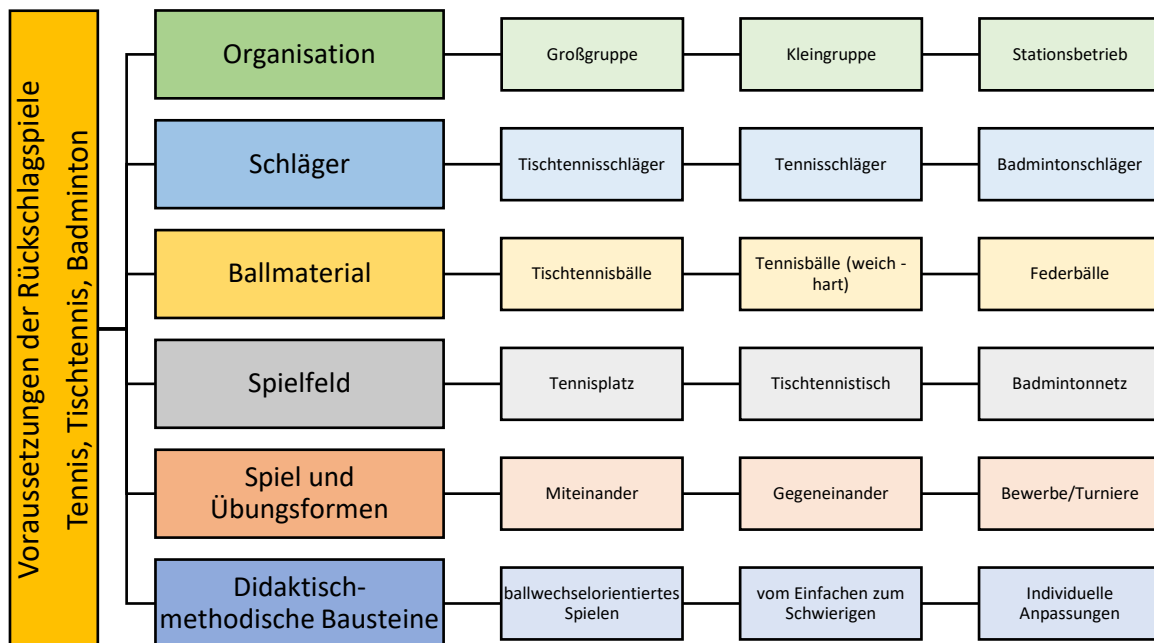 Voraussetzungen der Rückschlagspiele
Tennis, Tischtennis, Badminton
Organisation
Großgruppe
Kleingruppe
Stationsbetrieb
Schläger
Tischtennisschläger
Tennisschläger
Badmintonschläger
Ballmaterial
Tischtennisbälle
Tennisbälle (weich -
hart)
Federbälle
Spielfeld
Tennisplatz
Tischtennistisch
Badmintonnetz
Spiel und
Übungsformen
Miteinander
Gegeneinander
Bewerbe/Turniere
Didaktisch-
methodische Bausteine
ballwechselorientiertes
Spielen
vom Einfachen zum
Schwierigen
Individuelle
Anpassungen